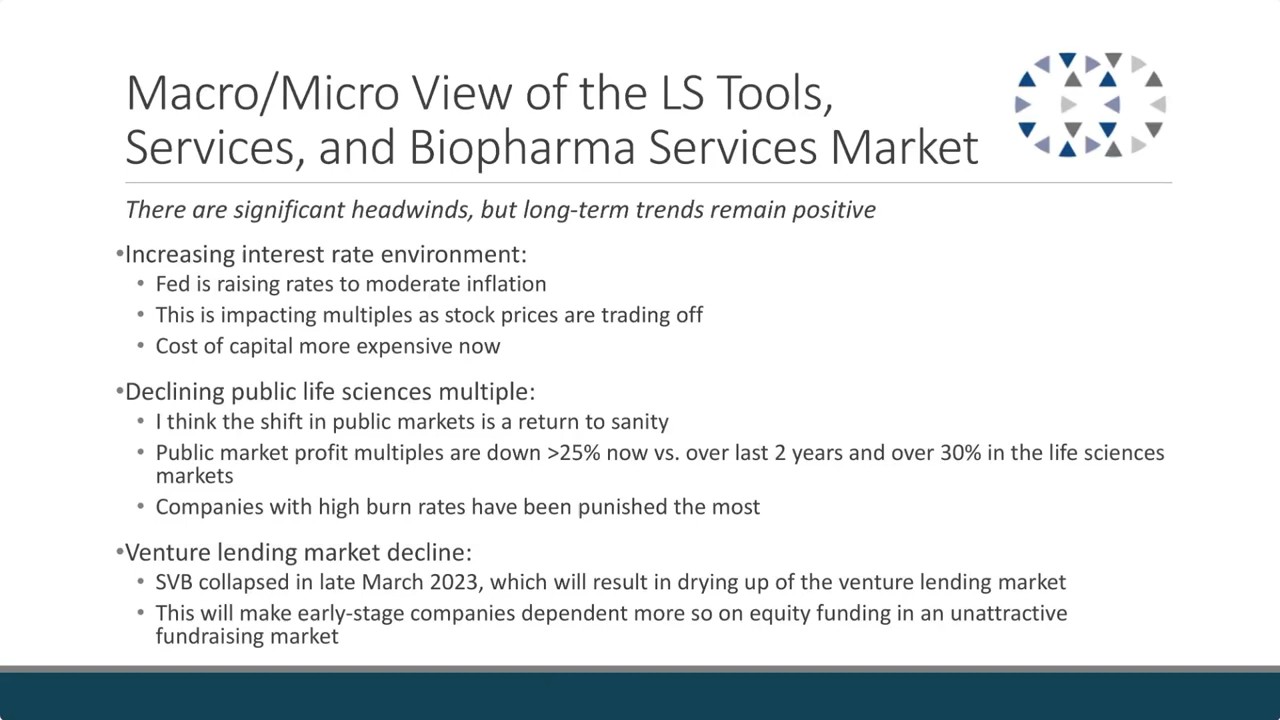 Macro/Micro View of the LS Tools,
Services, and Biopharma Services Market
There are significant headwinds, but long-term trends remain positive
•Increasing interest rate environment:
• Fed is raising rates to moderate inflation
• This is impacting multiples as stock prices are trading off
• Cost of capital more expensive now
•Declining public life sciences multiple:
• I think the shift in public markets is a return to sanity
• Public market profit multiples are down >25% now vs. over last 2 years and over 30% in the life sciences
markets
• Companies with high burn rates have been punished the most
•Venture lending market decline:
• SVB collapsed in late March 2023, which will result in drying up of the venture lending market
• This will make early-stage companies dependent more so on equity funding in an unattractive
fundraising market